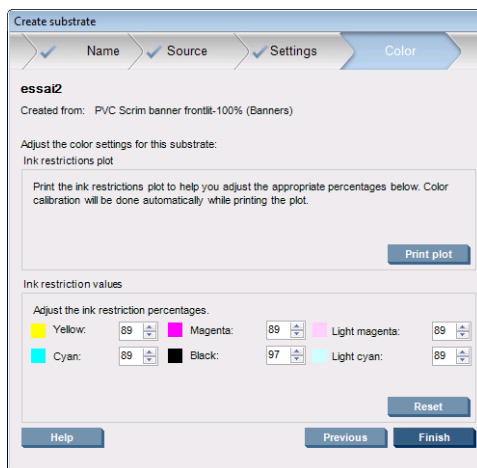 Create substrate
Name Source Settings Color
essai2
Created from: PVC Scrim banner frontlit-100% (Banners)
Adjust the color settings for this substrate:
Ink restrictions plot
Print the ink restrictions plot to help you adjust the appropriate percentages below. Color
calibration will be done automatically while printing the plot.
Print plot
Ink restriction values
Adjust the ink restriction percentages.
Yellow: 89 Magenta: 89 Light magenta: 89
Cyan: 89 Black: 97 Light cyan: 89
Reset
Help Previous Finish